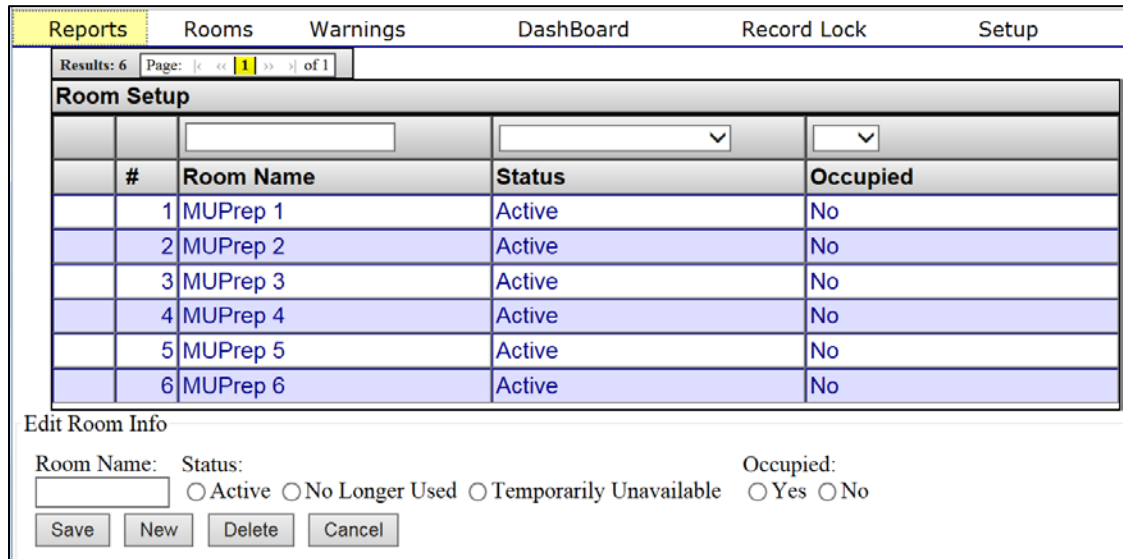 Reports Rooms Warnings DashBoard Record Lock Setup
Results: 6 Page: |‹ ‹‹ 1 ›› ›| of 1
Room Setup
# Room Name Status Occupied
1 MUPrep 1 Active No
2 MUPrep 2 Active No
3 MUPrep 3 Active No
4 MUPrep 4 Active No
5 MUPrep 5 Active No
6 MUPrep 6 Active No
Edit Room Info
Room Name: Status: Occupied:
Active No Longer Used Temporarily Unavailable Yes No
Save New Delete Cancel